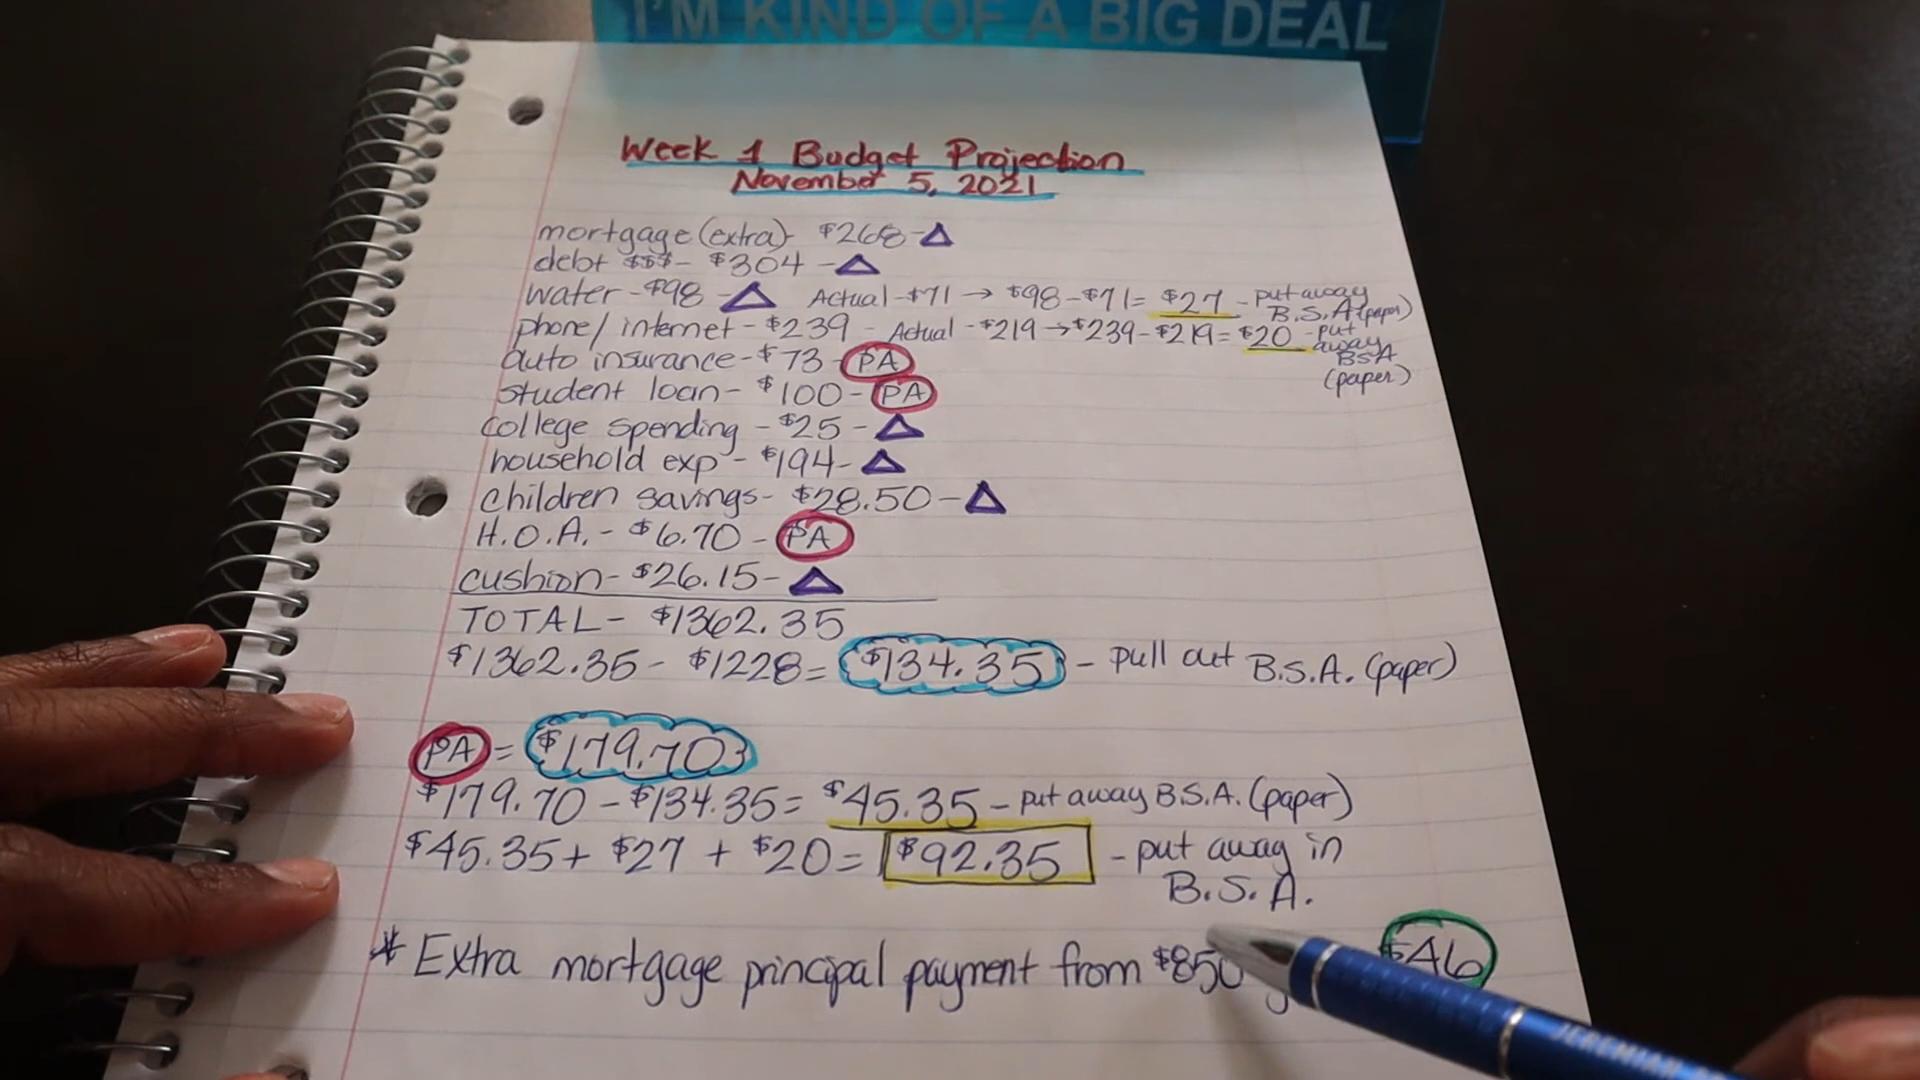 I'M KIND OF A BIG DEAL
Week 1 Budget Projection
November 5, 2021
mortgage (extra)- $268-
debt $$$- $304 -
water-$98 - Actual-$71 → $98-$71= $27 - put away B.S.A (paper)
phone/internet-$239 - Actual-$219 →$239-$219= $20 - put away BSA (paper)
auto insurance-$73- PA
student loan- $100- PA
college spending -$25 -
household exp - $194-
children savings- $28.50-
H.O.A.- $6.70 - PA
cushion- $26.15-
TOTAL- $1362.35
$1362.35 - $1228= $134.35 - pull out B.S.A. (paper)
PA = $179.70
$179.70 -$134.35= $45.35 - put away B.S.A. (paper)
$45.35+ $27 + $20= $92.35 - put away in
B.S.A.
* Extra mortgage principal payment from $850 $46